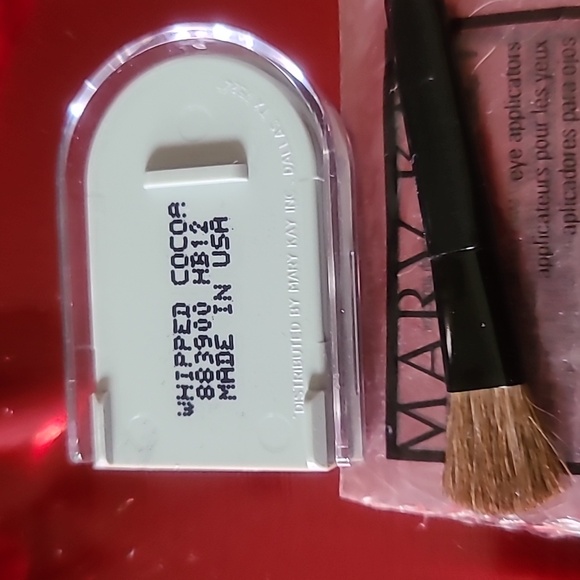 WHIPPED COCOA
883900 HB12
MADE IN USA
DISTRIBUTED BY MARY KAY INC. DALLAS
MARY K
eye applicators
applicateurs pour les yeux
aplicadores para ojos